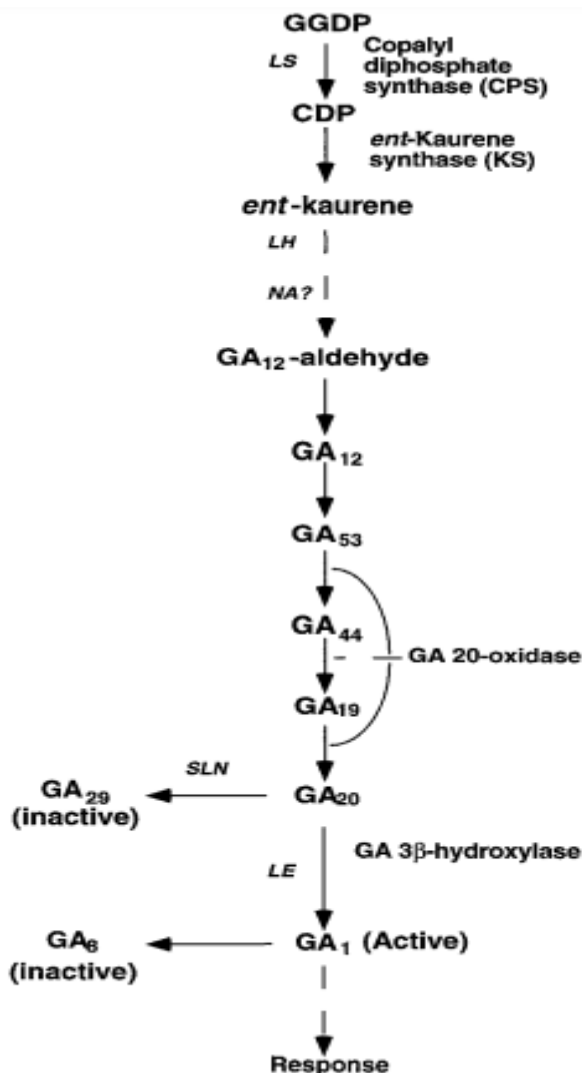 GGDP
LS
Copalyl
diphosphate
synthase (CPS)
CDP
ent-Kaurene
synthase (KS)
ent-kaurene
LH
NA?
GA12-aldehyde
GA12
GA53
GA44
GA 20-oxidase
GA19
SLN
GA29
(inactive)
GA20
GA 3β-hydroxylase
LE
GA8
(inactive)
GA1 (Active)
Response